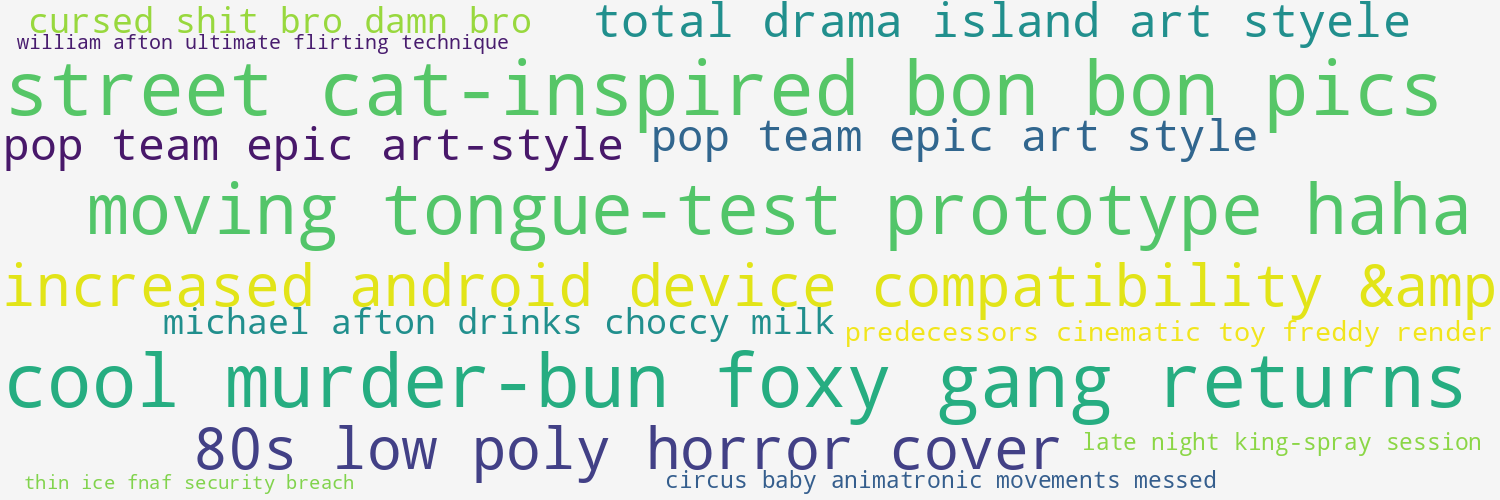 cursed shit bro damn bro
total drama island art styele
william afton ultimate flirting technique
street cat-inspired bon bon pics
pop team epic art-style
pop team epic art style
moving tongue-test prototype haha
increased android device compatibility &amp
michael afton drinks choccy milk
predecessors cinematic toy freddy render
cool murder-bun foxy gang returns
80s low poly horror cover
late night king-spray session
thin ice fnaf security breach
circus baby animatronic movements messed